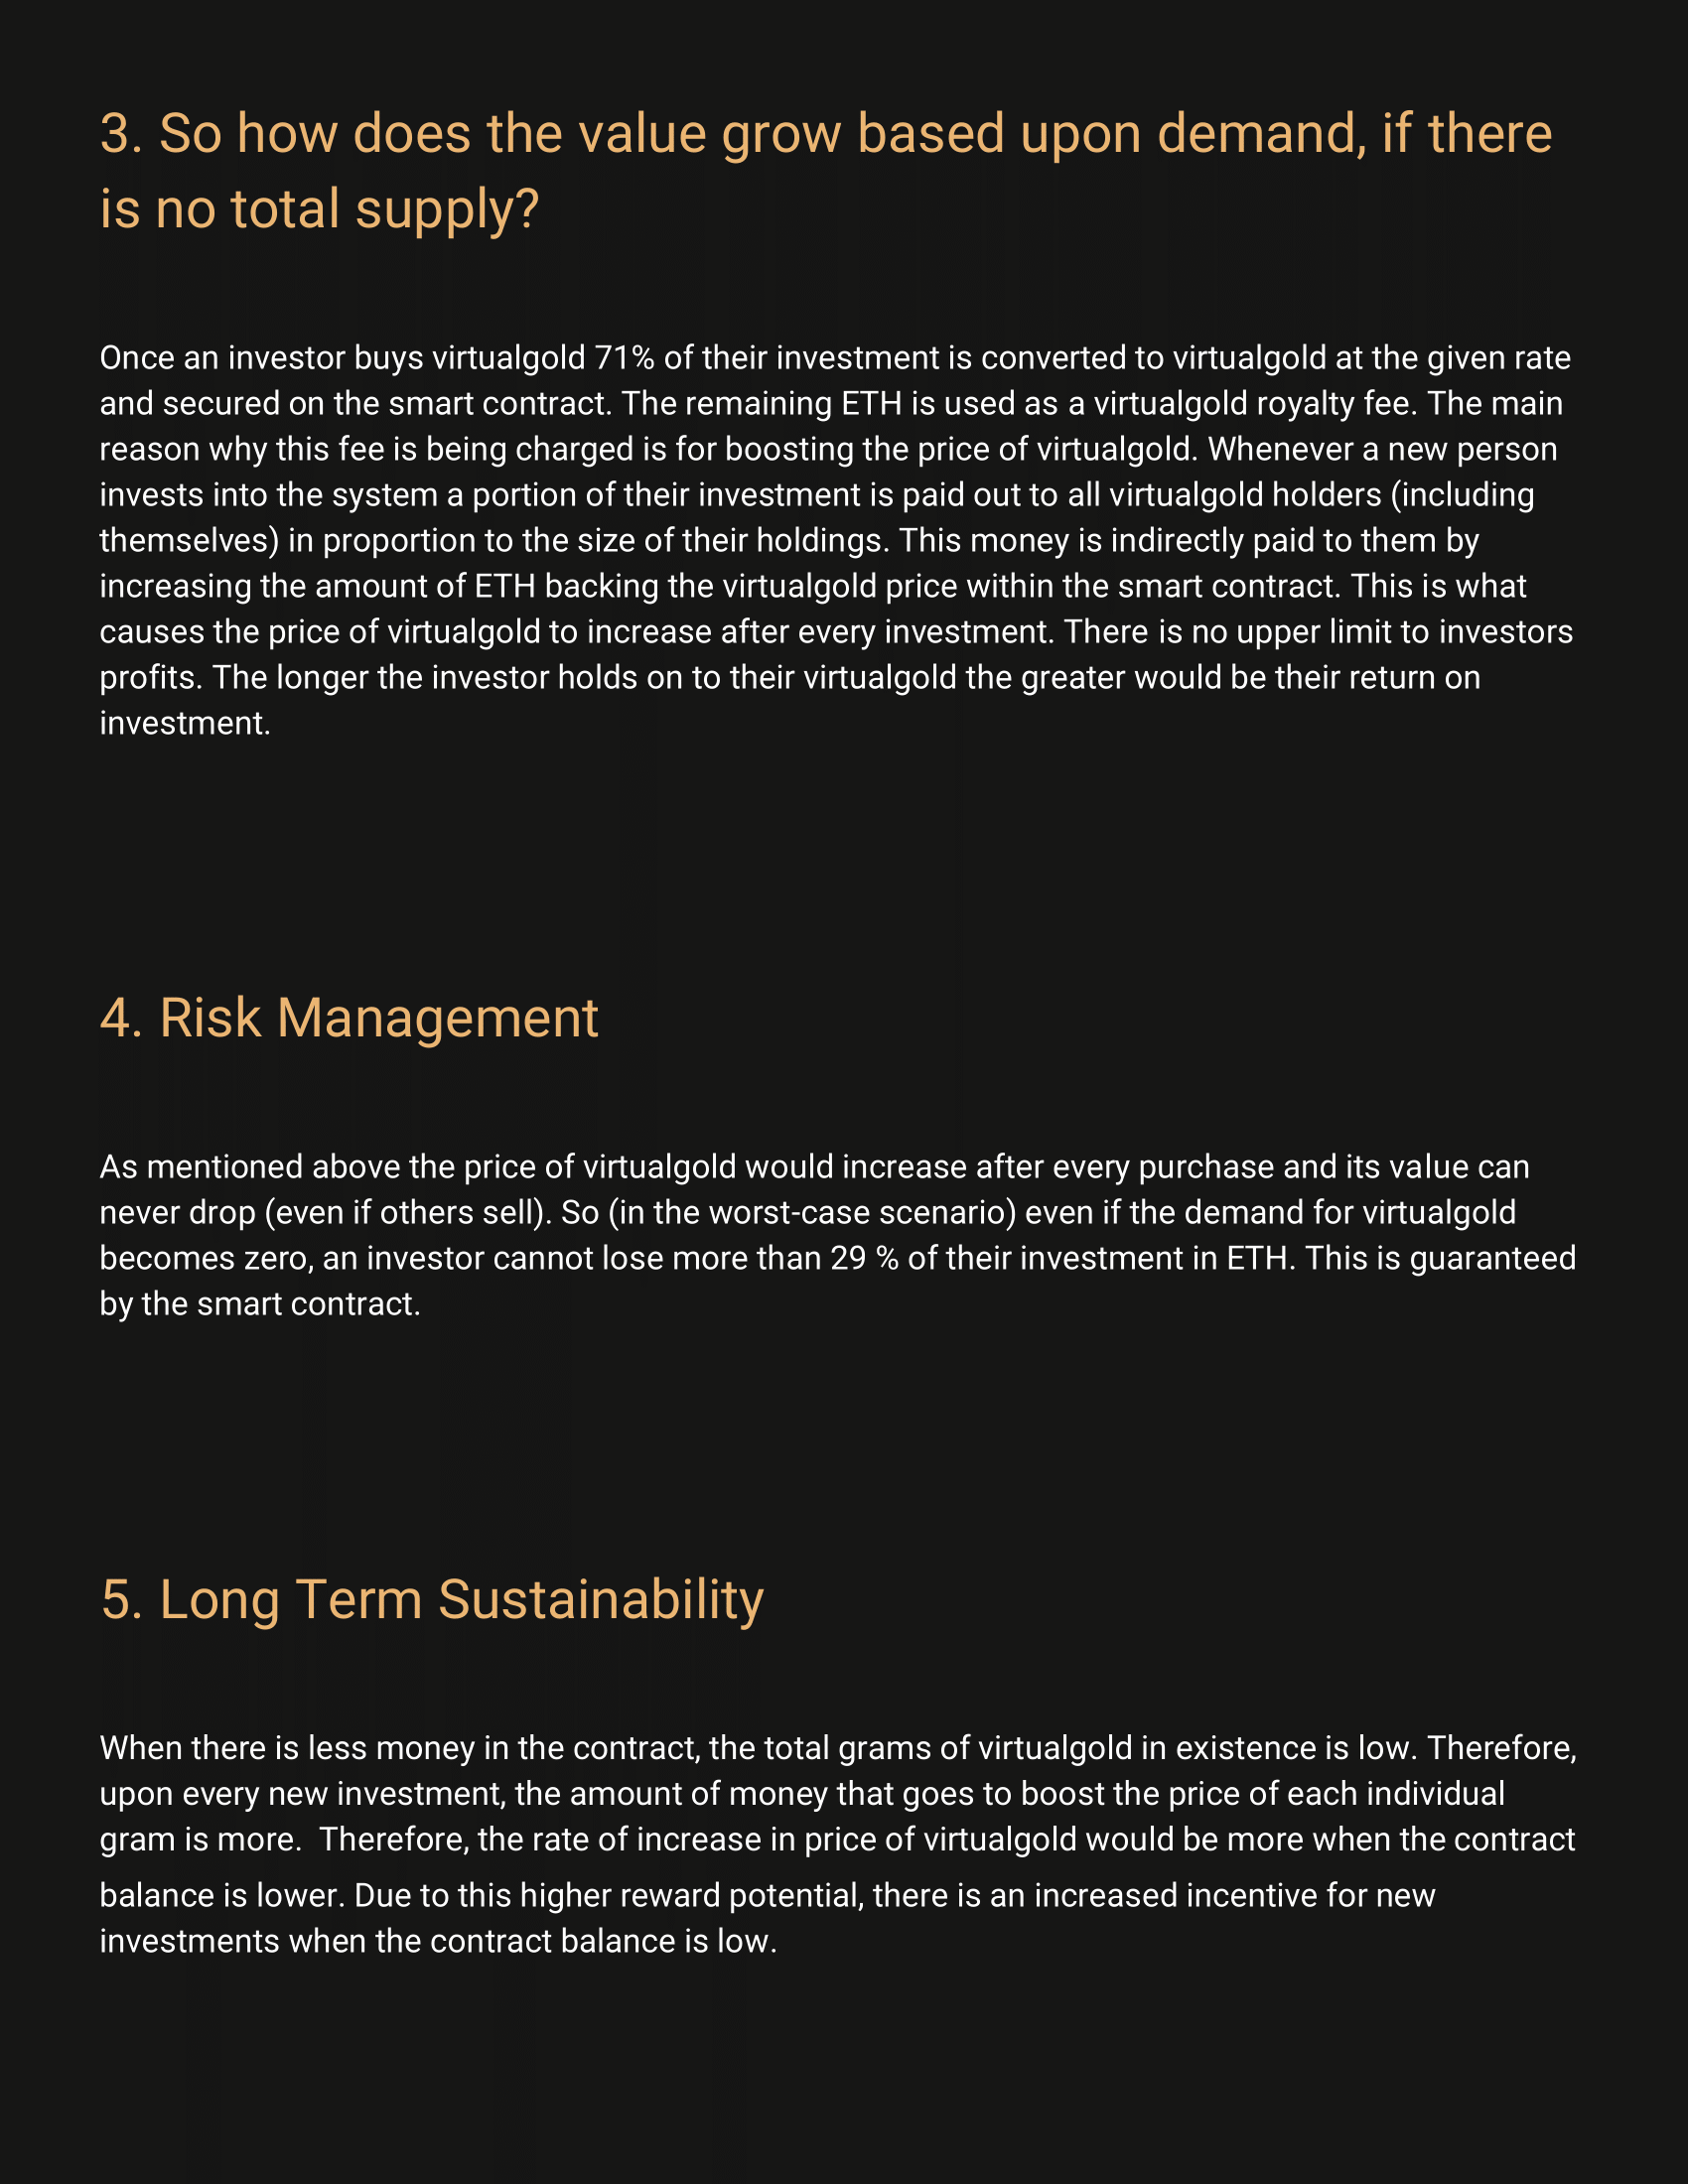 3. So how does the value grow based upon demand, if there
is no total supply?
Once an investor buys virtualgold 71% of their investment is converted to virtualgold at the given rate
and secured on the smart contract. The remaining ETH is used as a virtualgold royalty fee. The main
reason why this fee is being charged is for boosting the price of virtualgold. Whenever a new person
invests into the system a portion of their investment is paid out to all virtualgold holders (including
themselves) in proportion to the size of their holdings. This money is indirectly paid to them by
increasing the amount of ETH backing the virtualgold price within the smart contract. This is what
causes the price of virtualgold to increase after every investment. There is no upper limit to investors
profits. The longer the investor holds on to their virtualgold the greater would be their return on
investment.
4. Risk Management
As mentioned above the price of virtualgold would increase after every purchase and its value can
never drop (even if others sell). So (in the worst-case scenario) even if the demand for virtualgold
becomes zero, an investor cannot lose more than 29 % of their investment in ETH. This is guaranteed
by the smart contract.
5. Long Term Sustainability
When there is less money in the contract, the total grams of virtualgold in existence is low. Therefore,
upon every new investment, the amount of money that goes to boost the price of each individual
gram is more.  Therefore, the rate of increase in price of virtualgold would be more when the contract
balance is lower. Due to this higher reward potential, there is an increased incentive for new
investments when the contract balance is low.